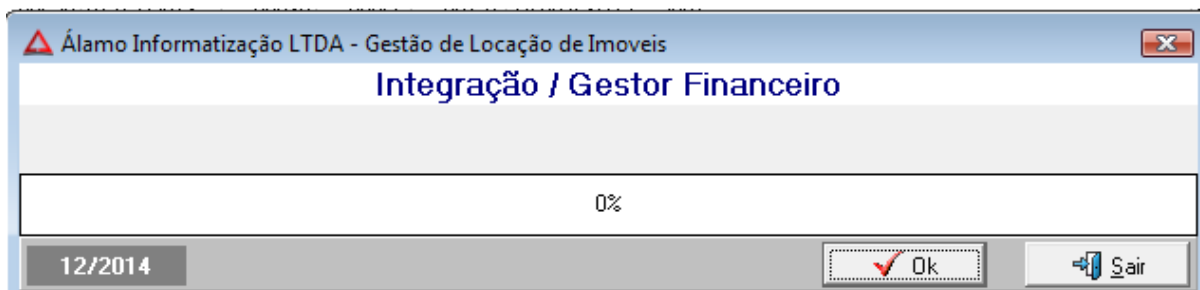 Álamo Informatização LTDA - Gestão de Locação de Imoveis
Integração / Gestor Financeiro
0%
12/2014 Ok Sair